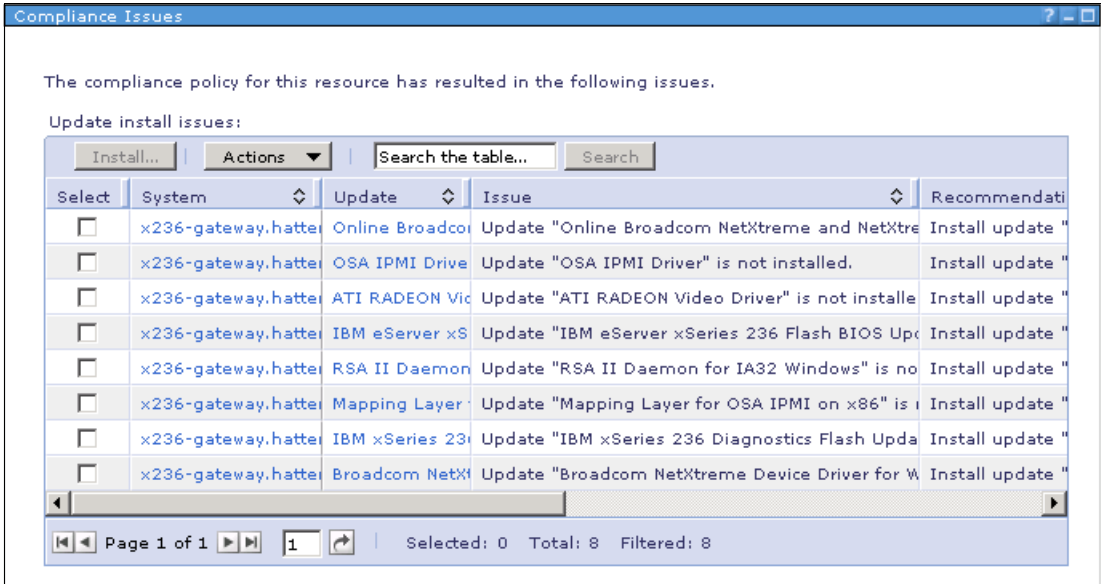 Compliance Issues ?
The compliance policy for this resource has resulted in the following issues.
Update install issues:
Install... Actions Search the table... Search
Select System Update Issue Recommendati
x236-gateway.hatter Online Broadcor Update "Online Broadcom NetXtreme and NetXtre Install update "
x236-gateway.hatter OSA IPMI Drive Update "OSA IPMI Driver" is not installed. Install update "
x236-gateway.hatter ATI RADEON Vid Update "ATI RADEON Video Driver" is not installe Install update "
x236-gateway.hatter IBM eServer xS Update "IBM eServer xSeries 236 Flash BIOS Upd Install update "
x236-gateway.hatter RSA II Daemon Update "RSA II Daemon for IA32 Windows" is no Install update "
x236-gateway.hatter Mapping Layer Update "Mapping Layer for OSA IPMI on x86" is Install update "
x236-gateway.hatter IBM xSeries 23 Update "IBM xSeries 236 Diagnostics Flash Upda Install update "
x236-gateway.hatter Broadcom NetXt Update "Broadcom NetXtreme Device Driver for W Install update "
Page 1 of 1 1 Selected: 0 Total: 8 Filtered: 8